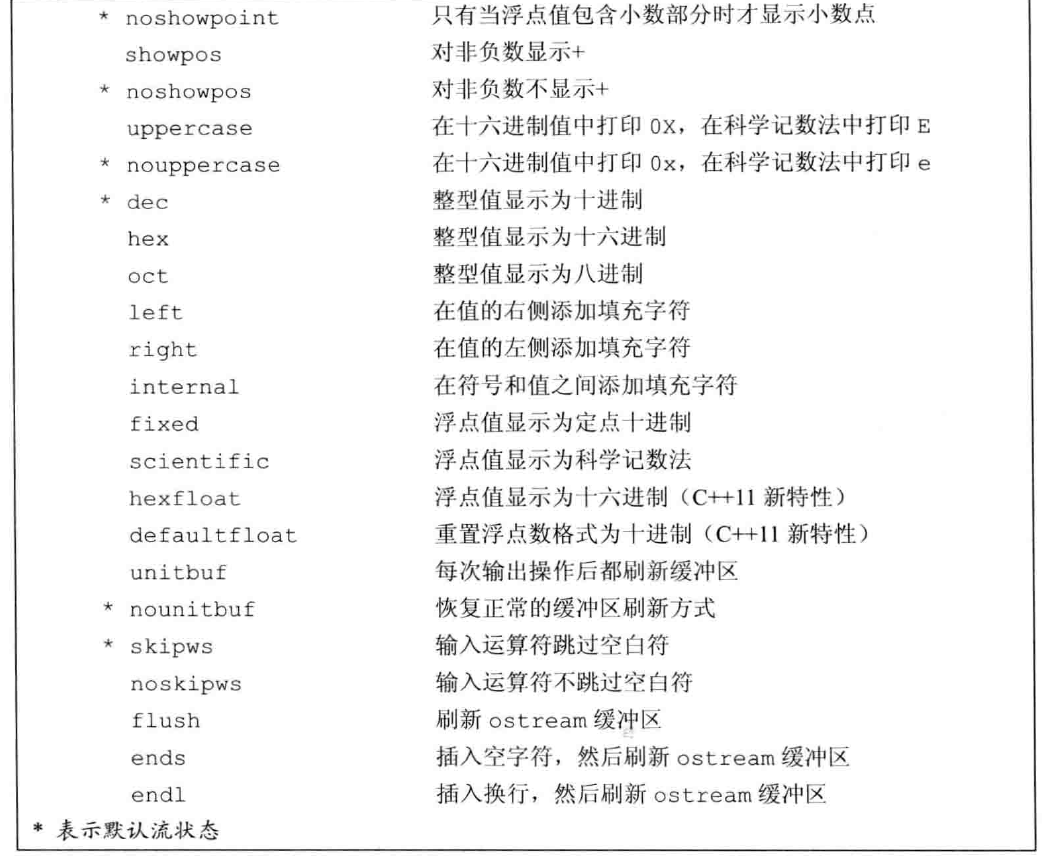 * noshowpoint 只有当浮点值包含小数部分时才显示小数点
showpos 对非负数显示+
* noshowpos 对非负数不显示+
uppercase 在十六进制值中打印 0X，在科学记数法中打印 E
* nouppercase 在十六进制值中打印 0x，在科学记数法中打印 e
* dec 整型值显示为十进制
hex 整型值显示为十六进制
oct 整型值显示为八进制
left 在值的右侧添加填充字符
right 在值的左侧添加填充字符
internal 在符号和值之间添加填充字符
fixed 浮点值显示为定点十进制
scientific 浮点值显示为科学记数法
hexfloat 浮点值显示为十六进制（C++11 新特性）
defaultfloat 重置浮点数格式为十进制（C++11 新特性）
unitbuf 每次输出操作后都刷新缓冲区
* nounitbuf 恢复正常的缓冲区刷新方式
* skipws 输入运算符跳过空白符
noskipws 输入运算符不跳过空白符
flush 刷新 ostream 缓冲区
ends 插入空字符，然后刷新 ostream 缓冲区
endl 插入换行，然后刷新 ostream 缓冲区
* 表示默认流状态